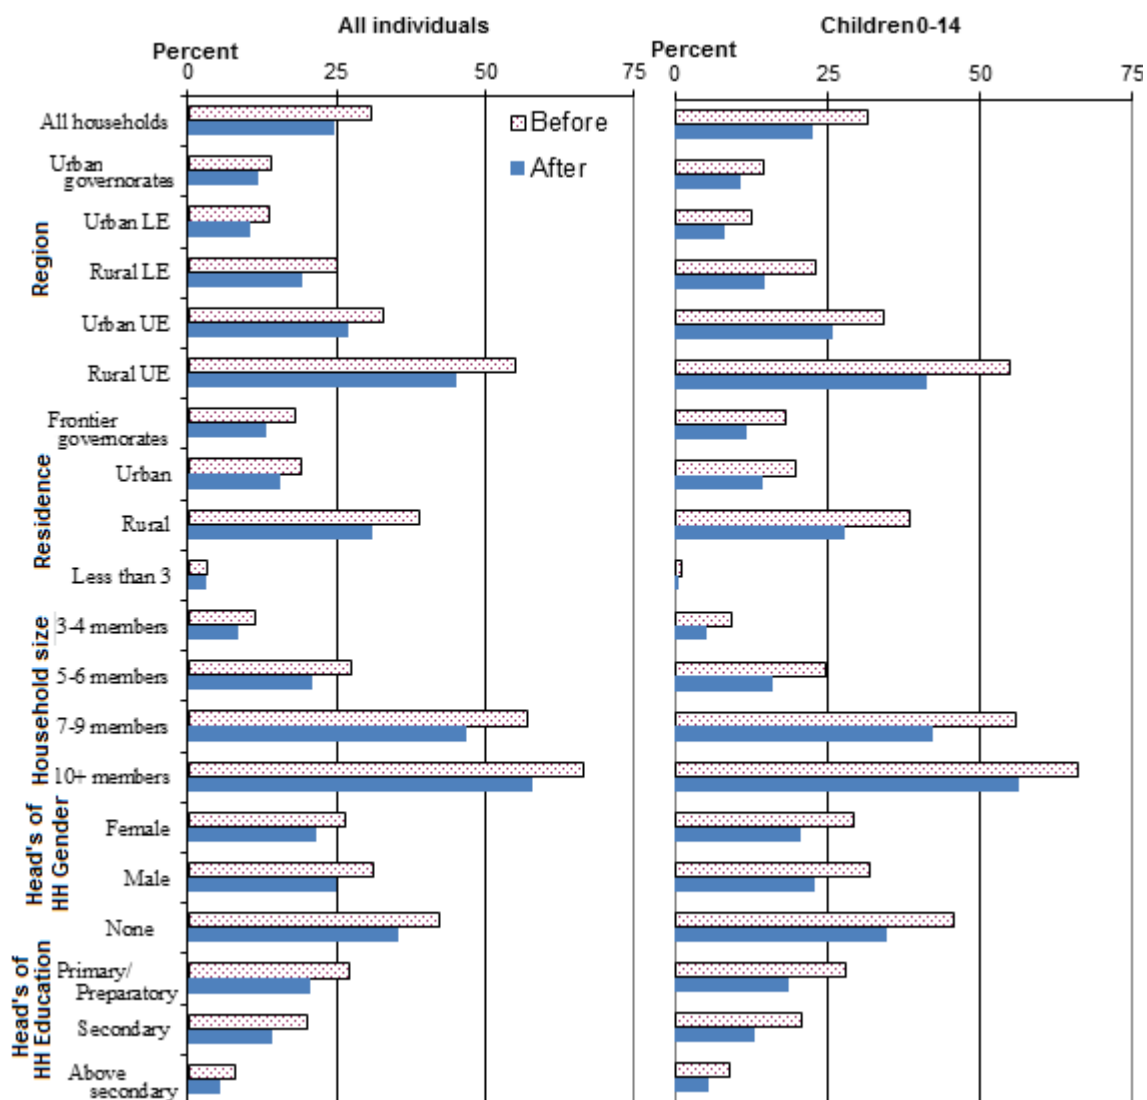 All individuals
Children0-14
Percent
Percent
0 25 50 75
0 25 50 75
Before
After
Region
All households
Urban
governorates
Urban LE
Rural LE
Urban UE
Rural UE
Frontier
governorates
Residence
Urban
Rural
Household size
Less than 3
3-4 members
5-6 members
7-9 members
10+ members
Head's of
HH Gender
Female
Male
Head's of
HH Education
None
Primary/
Preparatory
Secondary
Above
secondary